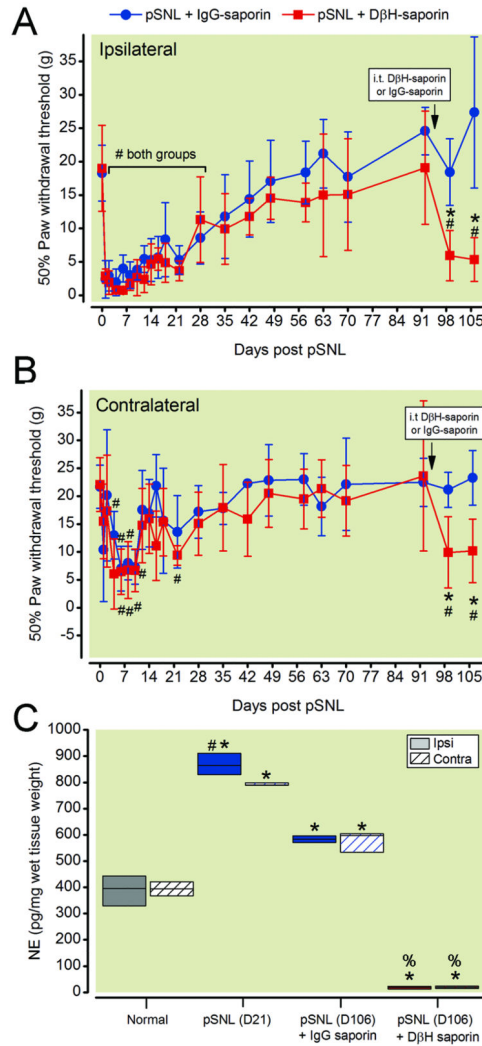 A
pSNL + IgG-saporin
pSNL + DβH-saporin
Ipsilateral
i.t. DβH-saporin
or IgG-saporin
# both groups
50% Paw withdrawal threshold (g)
35
30
25
20
15
10
5
0
*
#
*
#
0 7 14 21 28 35 42 49 56 63 70 77 84 91 98 105
Days post pSNL
B
Contralateral
i.t DβH-saporin
or IgG-saporin
50% Paw withdrawal threshold (g)
35
30
25
20
15
10
5
0
-5
#
#
#
#
##
#
#
*
#
*
#
0 7 14 21 28 35 42 49 56 63 70 77 84 91 98 105
Days post pSNL
C
NE (pg/mg wet tissue weight)
1000
900
800
700
600
500
400
300
200
100
0
Ipsi
Contra
# *
*
*
*
%
*
%
*
Normal
pSNL (D21)
pSNL (D106)
+ IgG saporin
pSNL (D106)
+ DβH saporin